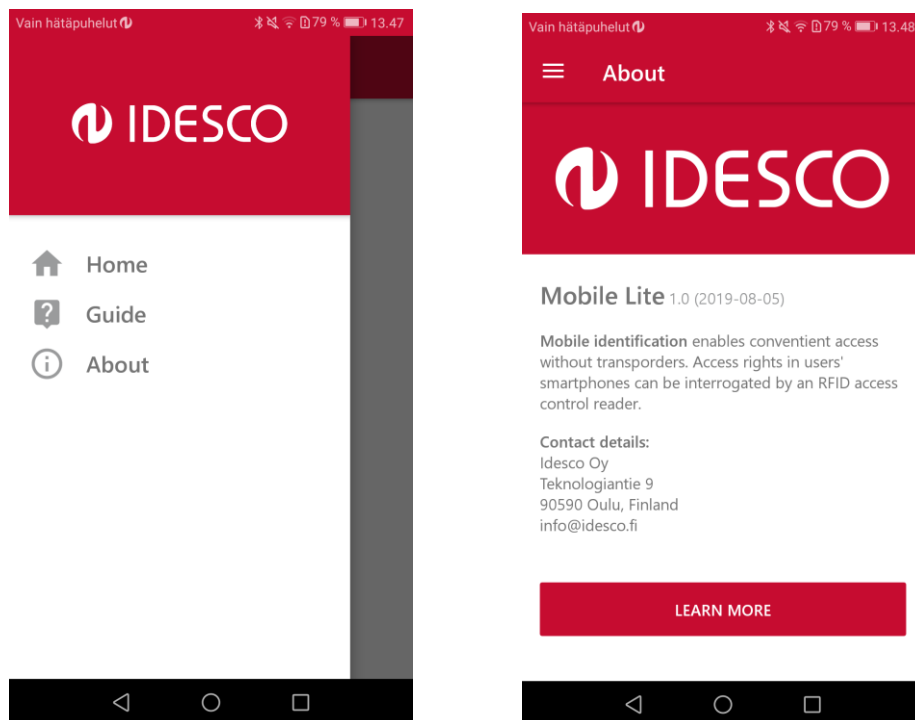 Vain hätäpuhelut 79 % 13.47
IDESCO
Home
Guide
About
Vain hätäpuhelut 79 % 13.48
About
IDESCO
Mobile Lite 1.0 (2019-08-05)
Mobile identification enables conventient access
without transporders. Access rights in users'
smartphones can be interrogated by an RFID access
control reader.
Contact details:
Idesco Oy
Teknologiantie 9
90590 Oulu, Finland
info@idesco.fi
LEARN MORE